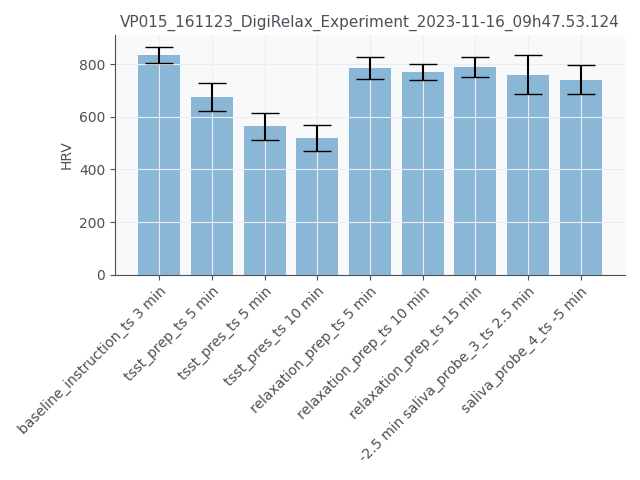 VP015_161123_DigiRelax_Experiment_2023-11-16_09h47.53.124
HRV
800
600
400
200
0
baseline_instruction_ts 3 min
tsst_prep_ts 5 min
tsst_pres_ts 5 min
tsst_pres_ts 10 min
relaxation_prep_ts 5 min
relaxation_prep_ts 10 min
relaxation_prep_ts 15 min
-2.5 min saliva_probe_3_ts 2.5 min
saliva_probe_4_ts -5 min